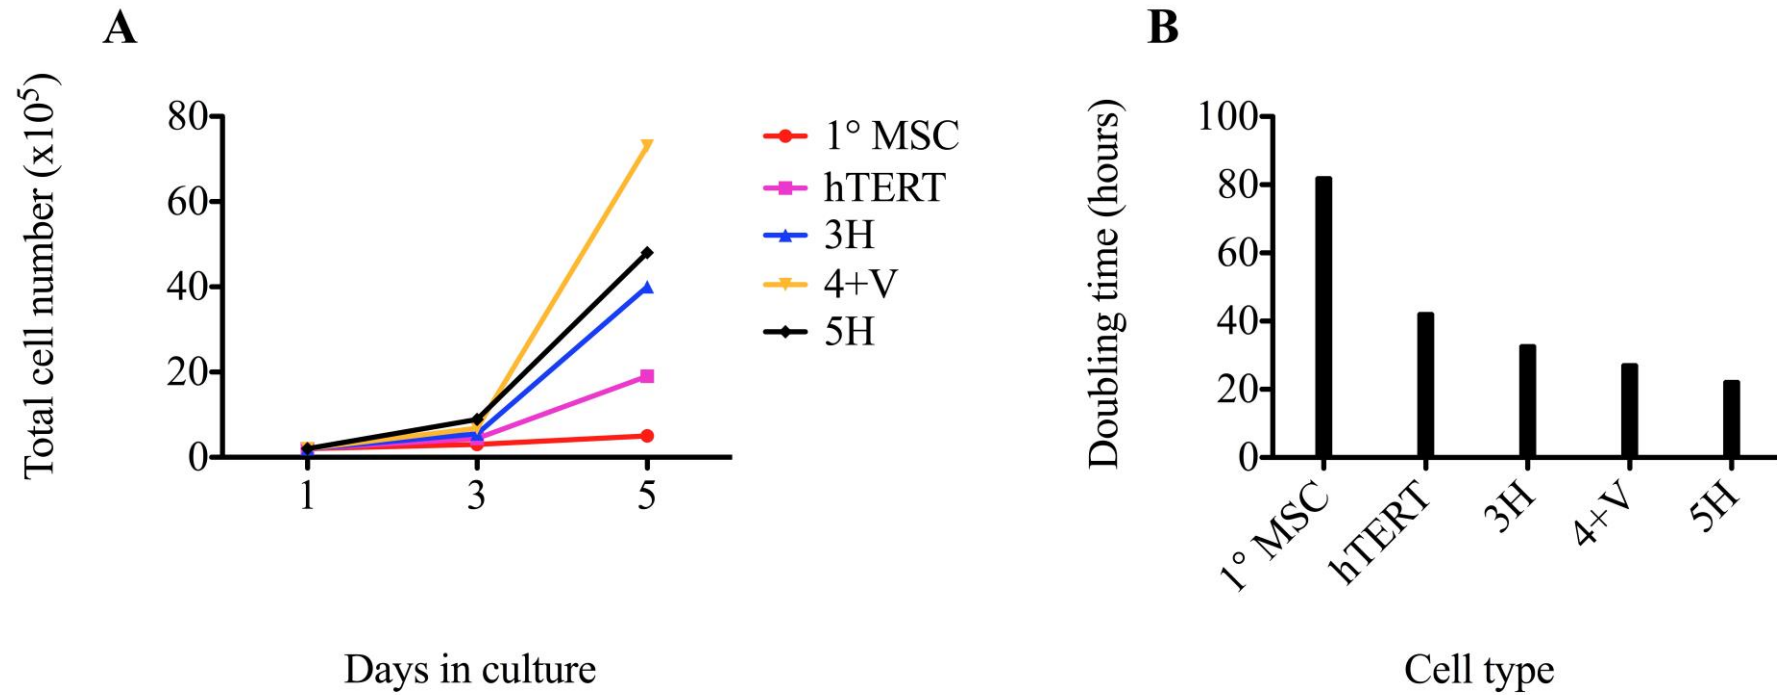 A
Total cell number (x10⁵)
80
60
40
20
0
1
3
5
Days in culture
1° MSC
hTERT
3H
4+V
5H
B
Doubling time (hours)
100
80
60
40
20
0
1° MSC
hTERT
3H
4+V
5H
Cell type